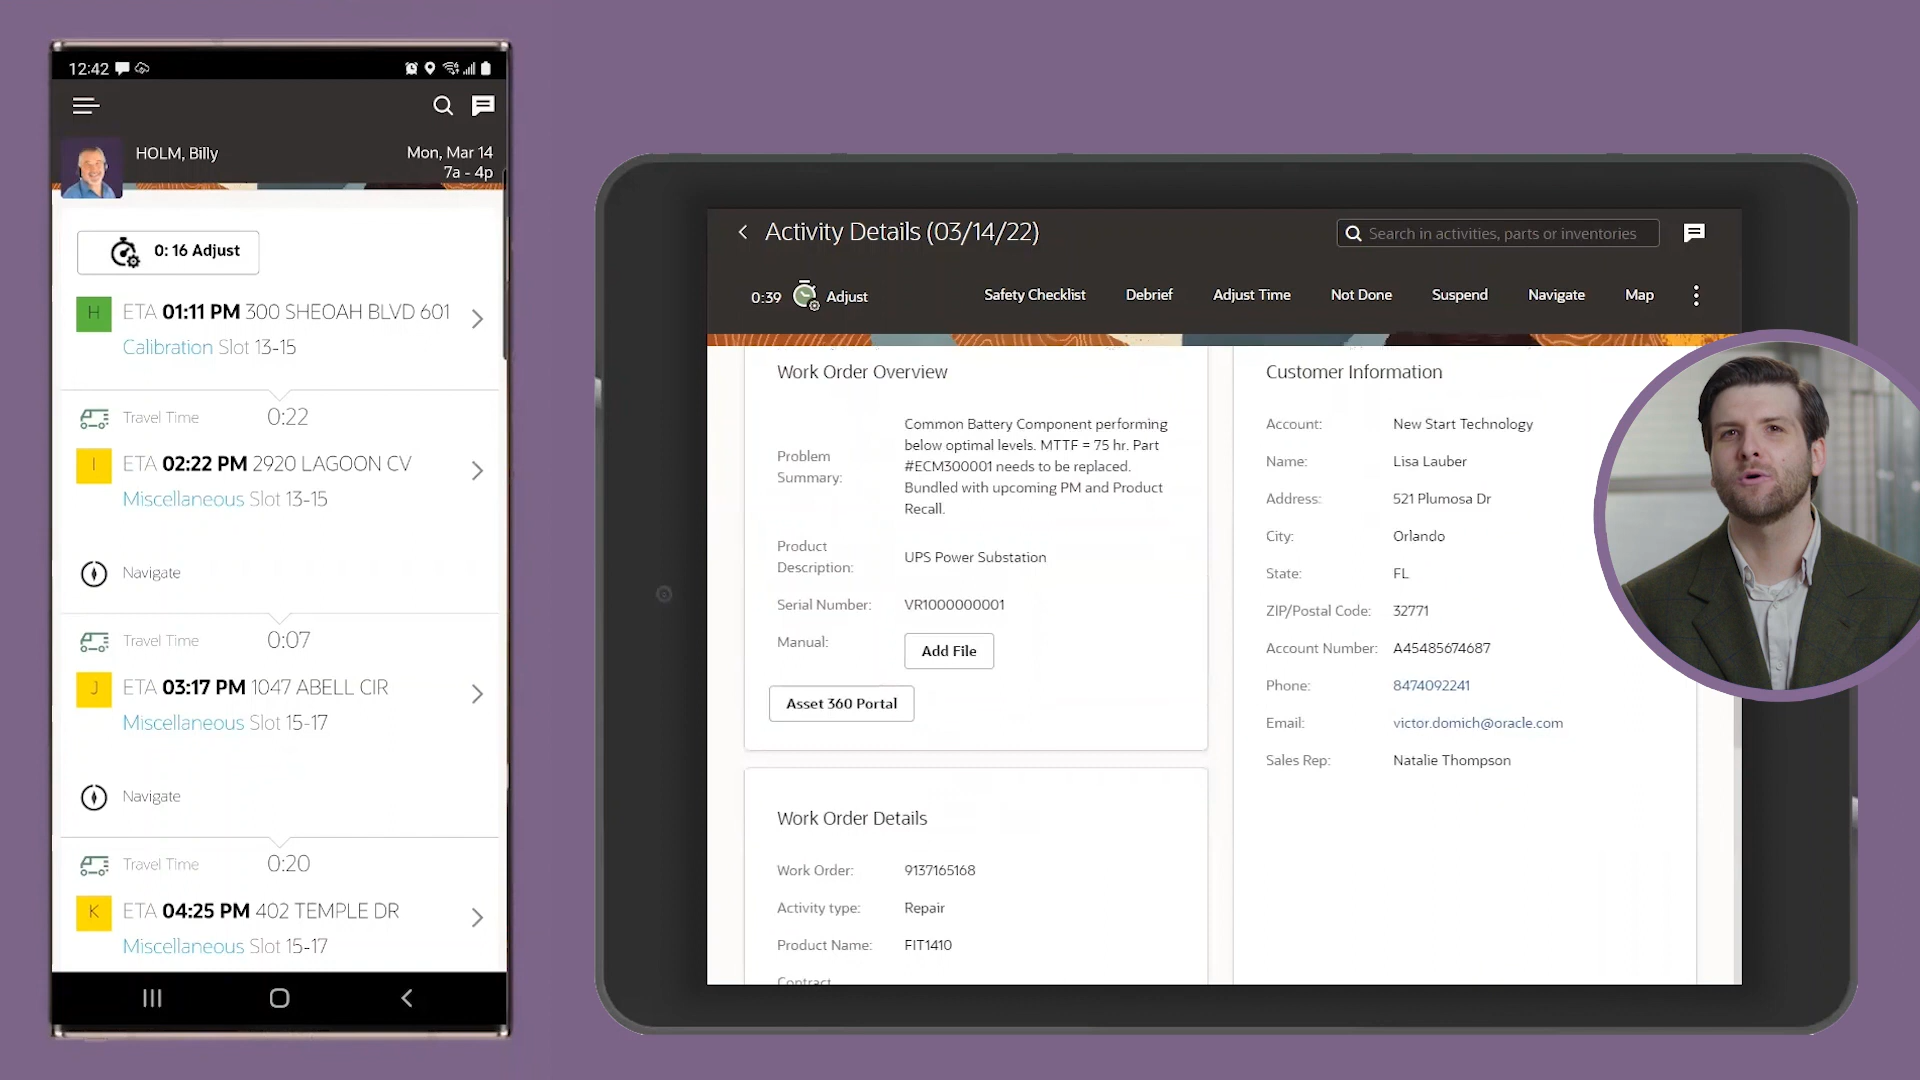 12:42
HOLM, Billy
Mon, Mar 14
7a - 4p
0: 16 Adjust
H
ETA 01:11 PM 300 SHEOAH BLVD 601
Calibration Slot 13-15
Travel Time 0:22
I
ETA 02:22 PM 2920 LAGOON CV
Miscellaneous Slot 13-15
Navigate
Travel Time 0:07
J
ETA 03:17 PM 1047 ABELL CIR
Miscellaneous Slot 15-17
Navigate
Travel Time 0:20
K
ETA 04:25 PM 402 TEMPLE DR
Miscellaneous Slot 15-17
Activity Details (03/14/22)
Search in activities, parts or inventories
0:39 Adjust
Safety Checklist Debrief Adjust Time Not Done Suspend Navigate Map
Work Order Overview
Problem Summary:
Common Battery Component performing
below optimal levels. MTTF = 75 hr. Part
#ECM300001 needs to be replaced.
Bundled with upcoming PM and Product
Recall.
Product Description:
UPS Power Substation
Serial Number: VR1000000001
Manual: Add File
Asset 360 Portal
Work Order Details
Work Order: 9137165168
Activity type: Repair
Product Name: FIT1410
Contract
Customer Information
Account: New Start Technology
Name: Lisa Lauber
Address: 521 Plumosa Dr
City: Orlando
State: FL
ZIP/Postal Code: 32771
Account Number: A45485674687
Phone: 8474092241
Email: victor.domich@oracle.com
Sales Rep: Natalie Thompson